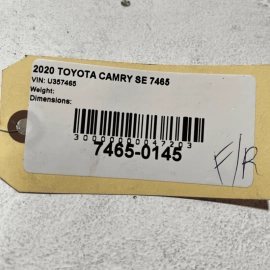 2020 TOYOTA CAMRY SE 7465
VIN: U357465
Weight:
Dimensions:
3000000047203
7465-0145
F/R